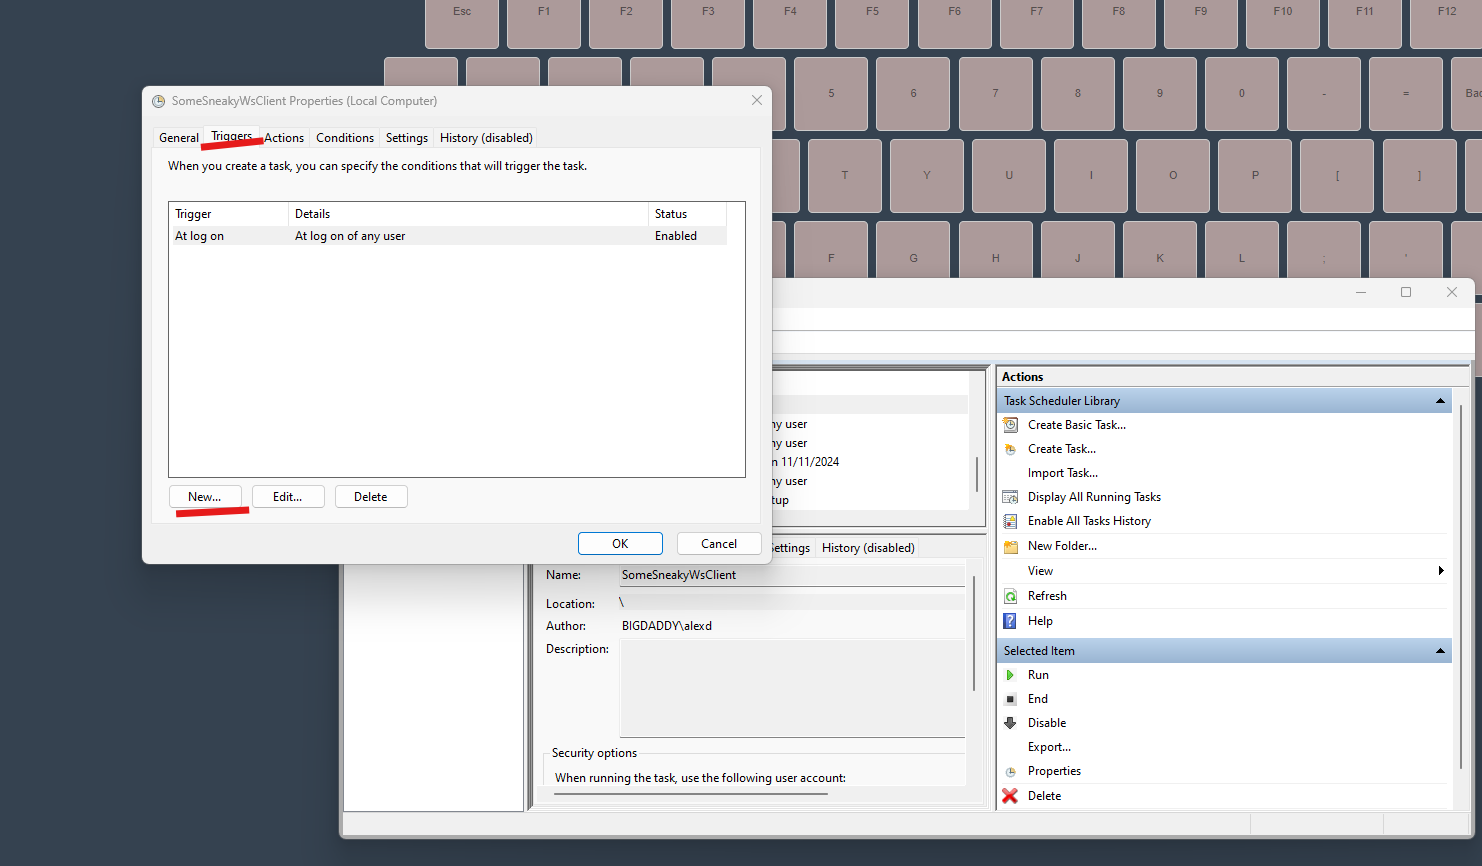 Esc F1 F2 F3 F4 F5 F6 F7 F8 F9 F10 F11 F12
5 6 7 8 9 0 - =
T Y U I O P [ ]
F G H J K L ; '
SomeSneakyWsClient Properties (Local Computer)
General Triggers Actions Conditions Settings History (disabled)
When you create a task, you can specify the conditions that will trigger the task.
Trigger Details Status
At log on At log on of any user Enabled
New... Edit... Delete
OK Cancel
ny user
ny user
n 11/11/2024
ny user
tup
Settings History (disabled)
Name: SomeSneakyWsClient
Location: \
Author: BIGDADDY\alexd
Description:
Security options
When running the task, use the following user account:
Actions
Task Scheduler Library
Create Basic Task...
Create Task...
Import Task...
Display All Running Tasks
Enable All Tasks History
New Folder...
View
Refresh
Help
Selected Item
Run
End
Disable
Export...
Properties
Delete